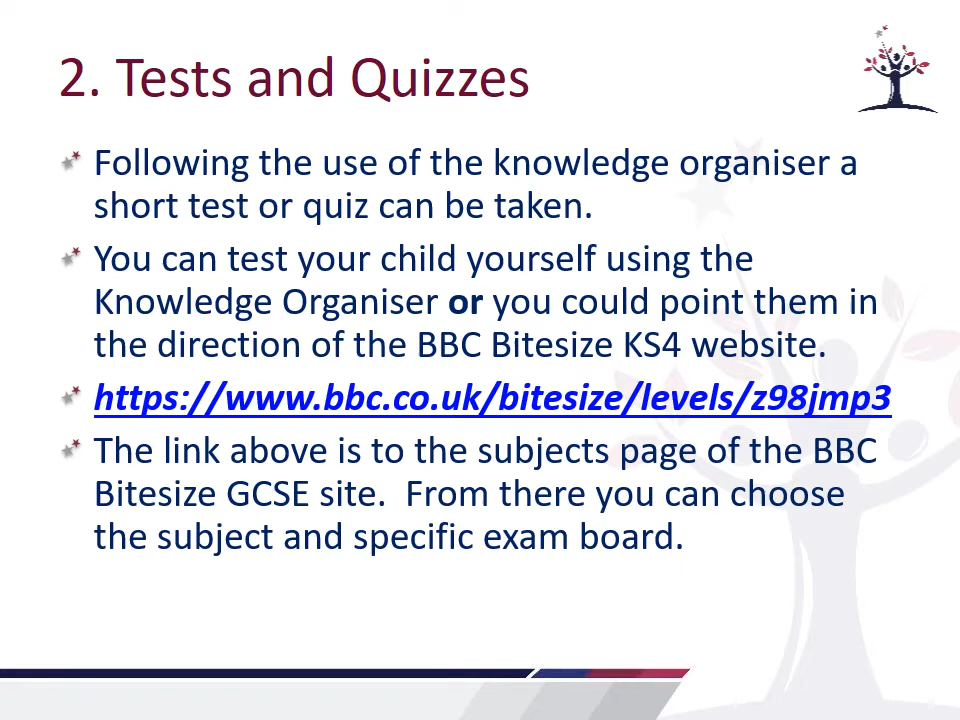 2. Tests and Quizzes
Following the use of the knowledge organiser a
short test or quiz can be taken.
You can test your child yourself using the
Knowledge Organiser or you could point them in
the direction of the BBC Bitesize KS4 website.
https://www.bbc.co.uk/bitesize/levels/z98jmp3
The link above is to the subjects page of the BBC
Bitesize GCSE site.  From there you can choose
the subject and specific exam board.